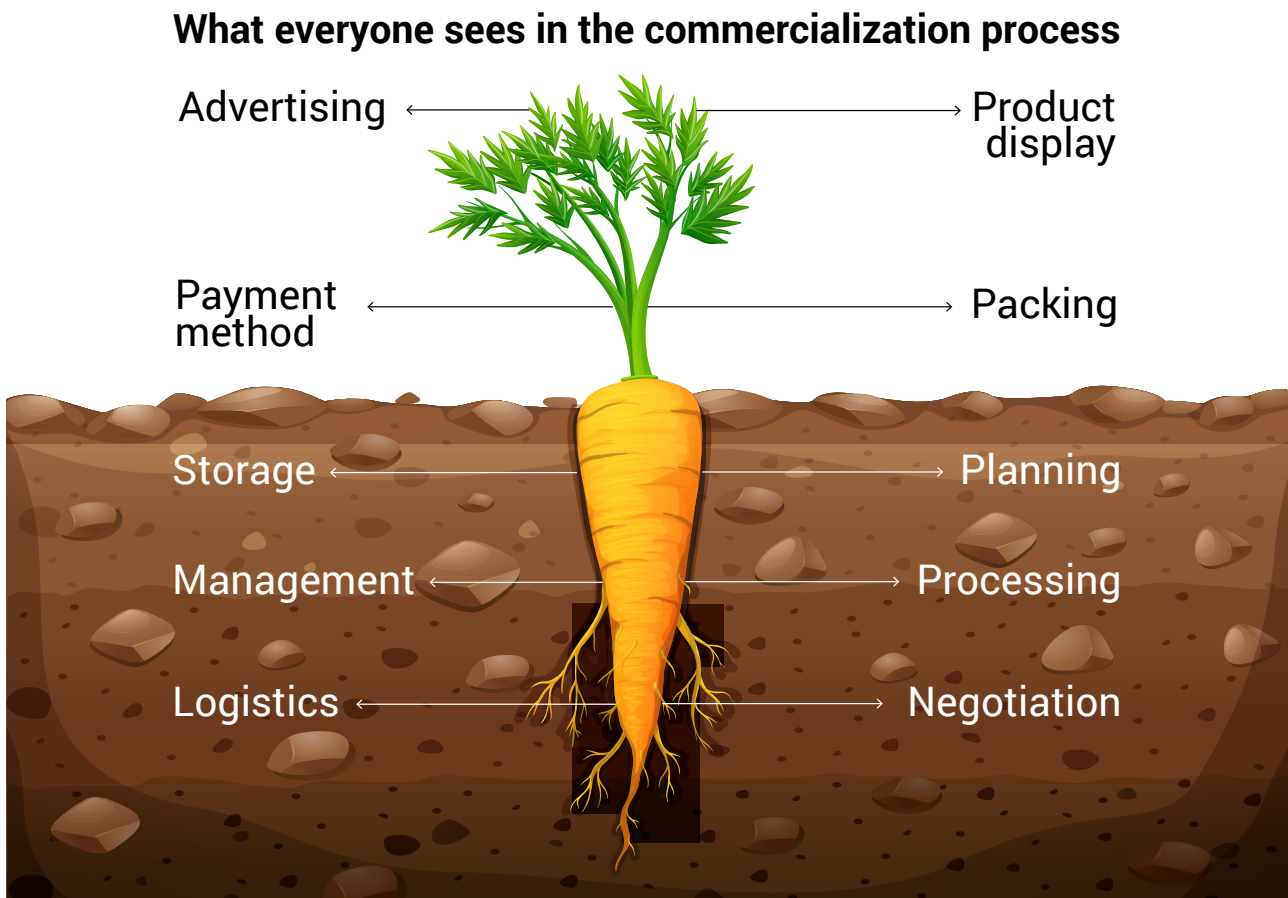 What everyone sees in the commercialization process
Advertising
Product
display
Payment
method
Packing
Storage
Planning
Management
Processing
Logistics
Negotiation